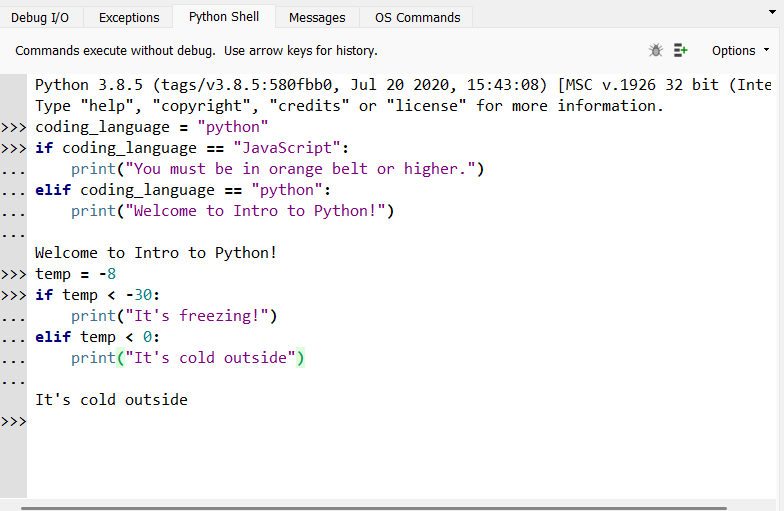 Debug I/O Exceptions Python Shell Messages OS Commands
Commands execute without debug. Use arrow keys for history. Options
Python 3.8.5 (tags/v3.8.5:580fbb0, Jul 20 2020, 15:43:08) [MSC v.1926 32 bit (Inte
Type "help", "copyright", "credits" or "license" for more information.
>>> coding_language = "python"
>>> if coding_language == "JavaScript":
...     print("You must be in orange belt or higher.")
... elif coding_language == "python":
...     print("Welcome to Intro to Python!")
...
Welcome to Intro to Python!
>>> temp = -8
>>> if temp < -30:
...     print("It's freezing!")
... elif temp < 0:
...     print("It's cold outside")
...
It's cold outside
>>>